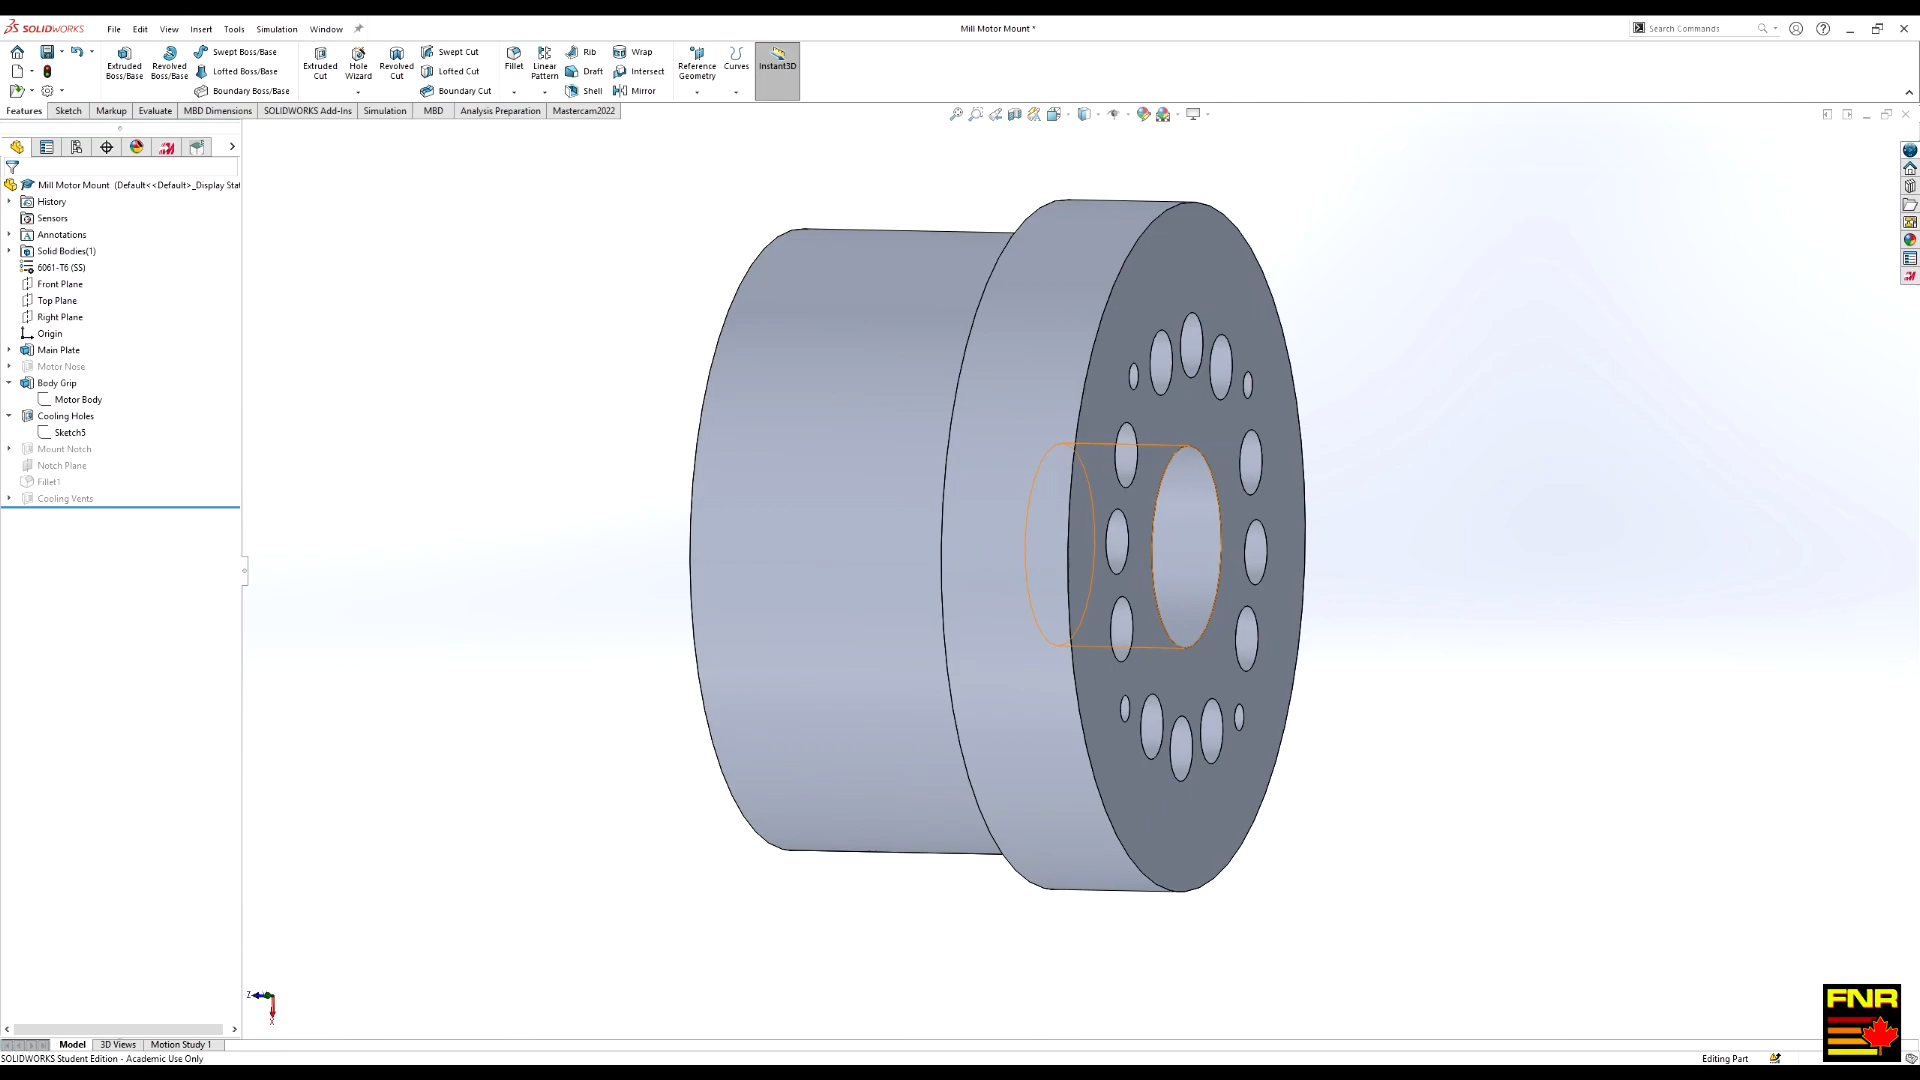 SOLIDWORKS File Edit View Insert Tools Simulation Window Mill Motor Mount * Search Commands
Extruded Boss/Base
Revolved Boss/Base
Swept Boss/Base
Lofted Boss/Base
Boundary Boss/Base
Extruded Cut
Hole Wizard
Revolved Cut
Swept Cut
Lofted Cut
Boundary Cut
Fillet
Linear Pattern
Rib
Draft
Shell
Wrap
Intersect
Mirror
Reference Geometry
Curves
Instant3D
Features Sketch Markup Evaluate MBD Dimensions SOLIDWORKS Add-Ins Simulation MBD Analysis Preparation Mastercam2022
Mill Motor Mount (Default<<Default>_Display Stat
History
Sensors
Annotations
Solid Bodies(1)
6061-T6 (SS)
Front Plane
Top Plane
Right Plane
Origin
Main Plate
Motor Nose
Body Grip
Motor Body
Cooling Holes
Sketch5
Mount Notch
Notch Plane
Fillet1
Cooling Vents
Z
X
FNR
Model 3D Views Motion Study 1
SOLIDWORKS Student Edition - Academic Use Only Editing Part